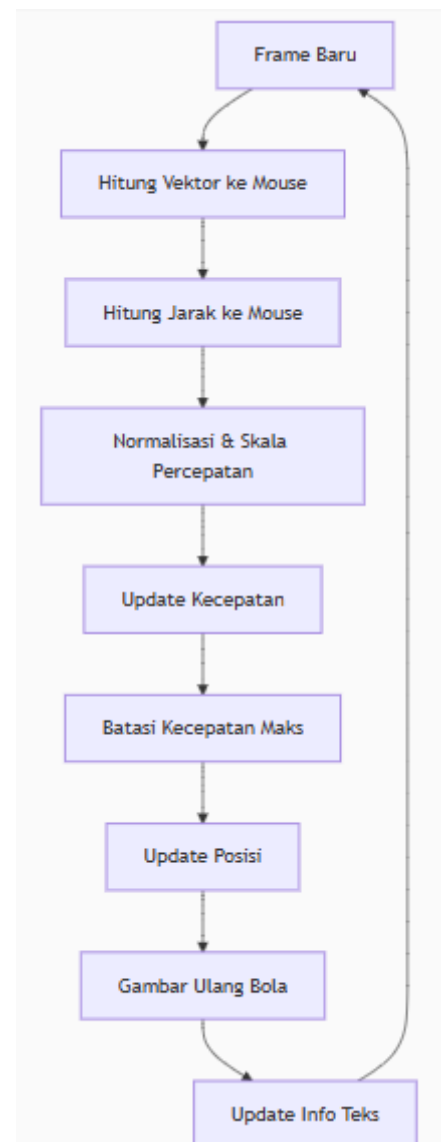 Frame Baru
Hitung Vektor ke Mouse
Hitung Jarak ke Mouse
Normalisasi & Skala
Percepatan
Update Kecepatan
Batasi Kecepatan Maks
Update Posisi
Gambar Ulang Bola
Update Info Teks